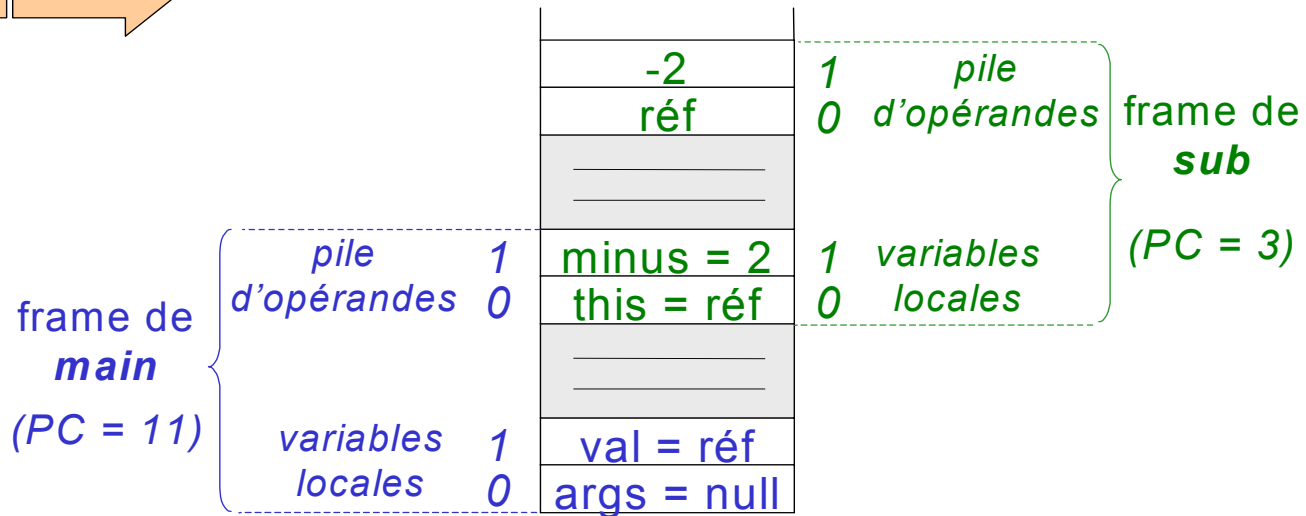 -2
1
pile
réf
0
d'opérandes
frame de
sub
(PC = 3)
pile
1
minus = 2
1
variables
d'opérandes
0
this = réf
0
locales
frame de
main
(PC = 11)
variables
1
val = réf
locales
0
args = null